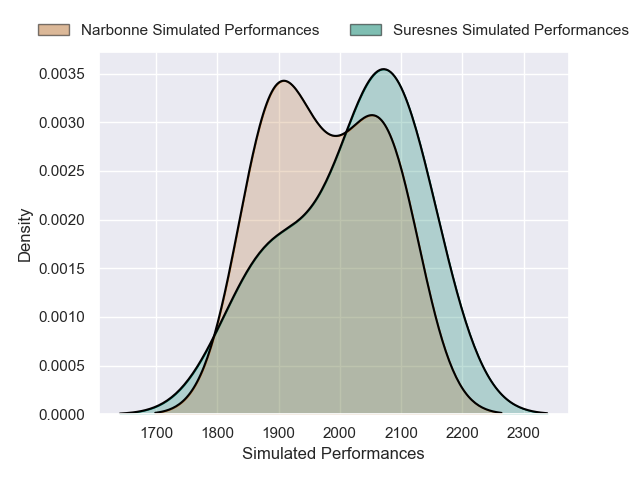 Narbonne Simulated Performances Suresnes Simulated Performances
0.0035
0.0030
0.0025
0.0020
0.0015
0.0010
0.0005
0.0000
Density
1700 1800 1900 2000 2100 2200 2300
Simulated Performances